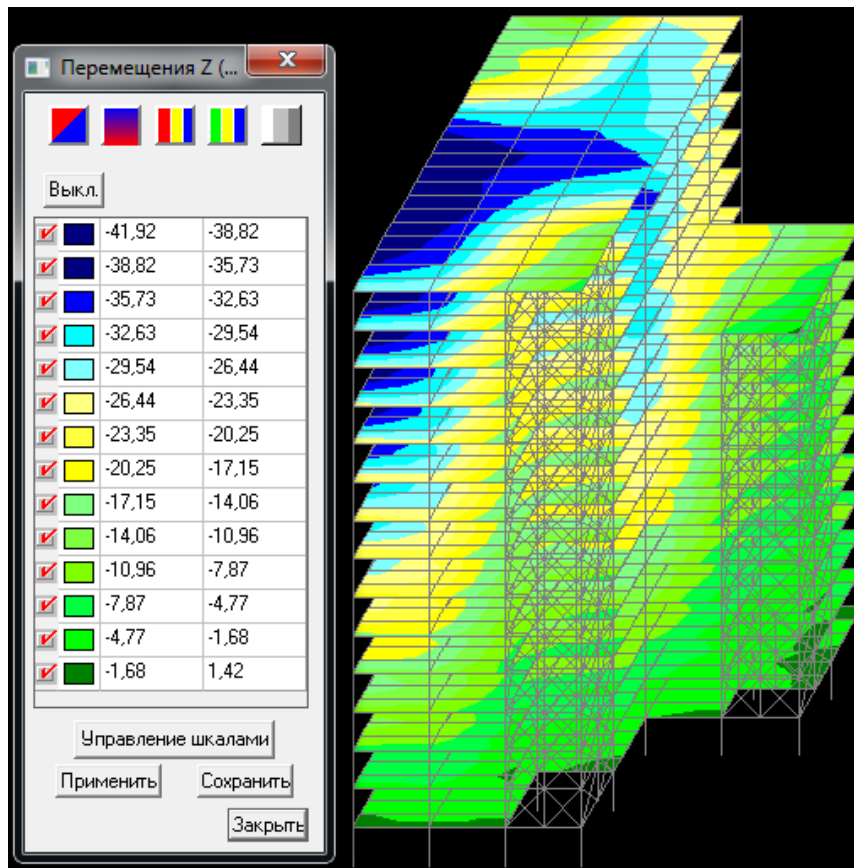 Перемещения Z (...
Выкл.
-41,92 -38,82
-38,82 -35,73
-35,73 -32,63
-32,63 -29,54
-29,54 -26,44
-26,44 -23,35
-23,35 -20,25
-20,25 -17,15
-17,15 -14,06
-14,06 -10,96
-10,96 -7,87
-7,87 -4,77
-4,77 -1,68
-1,68 1,42
Управление шкалами
Применить Сохранить
Закрыть